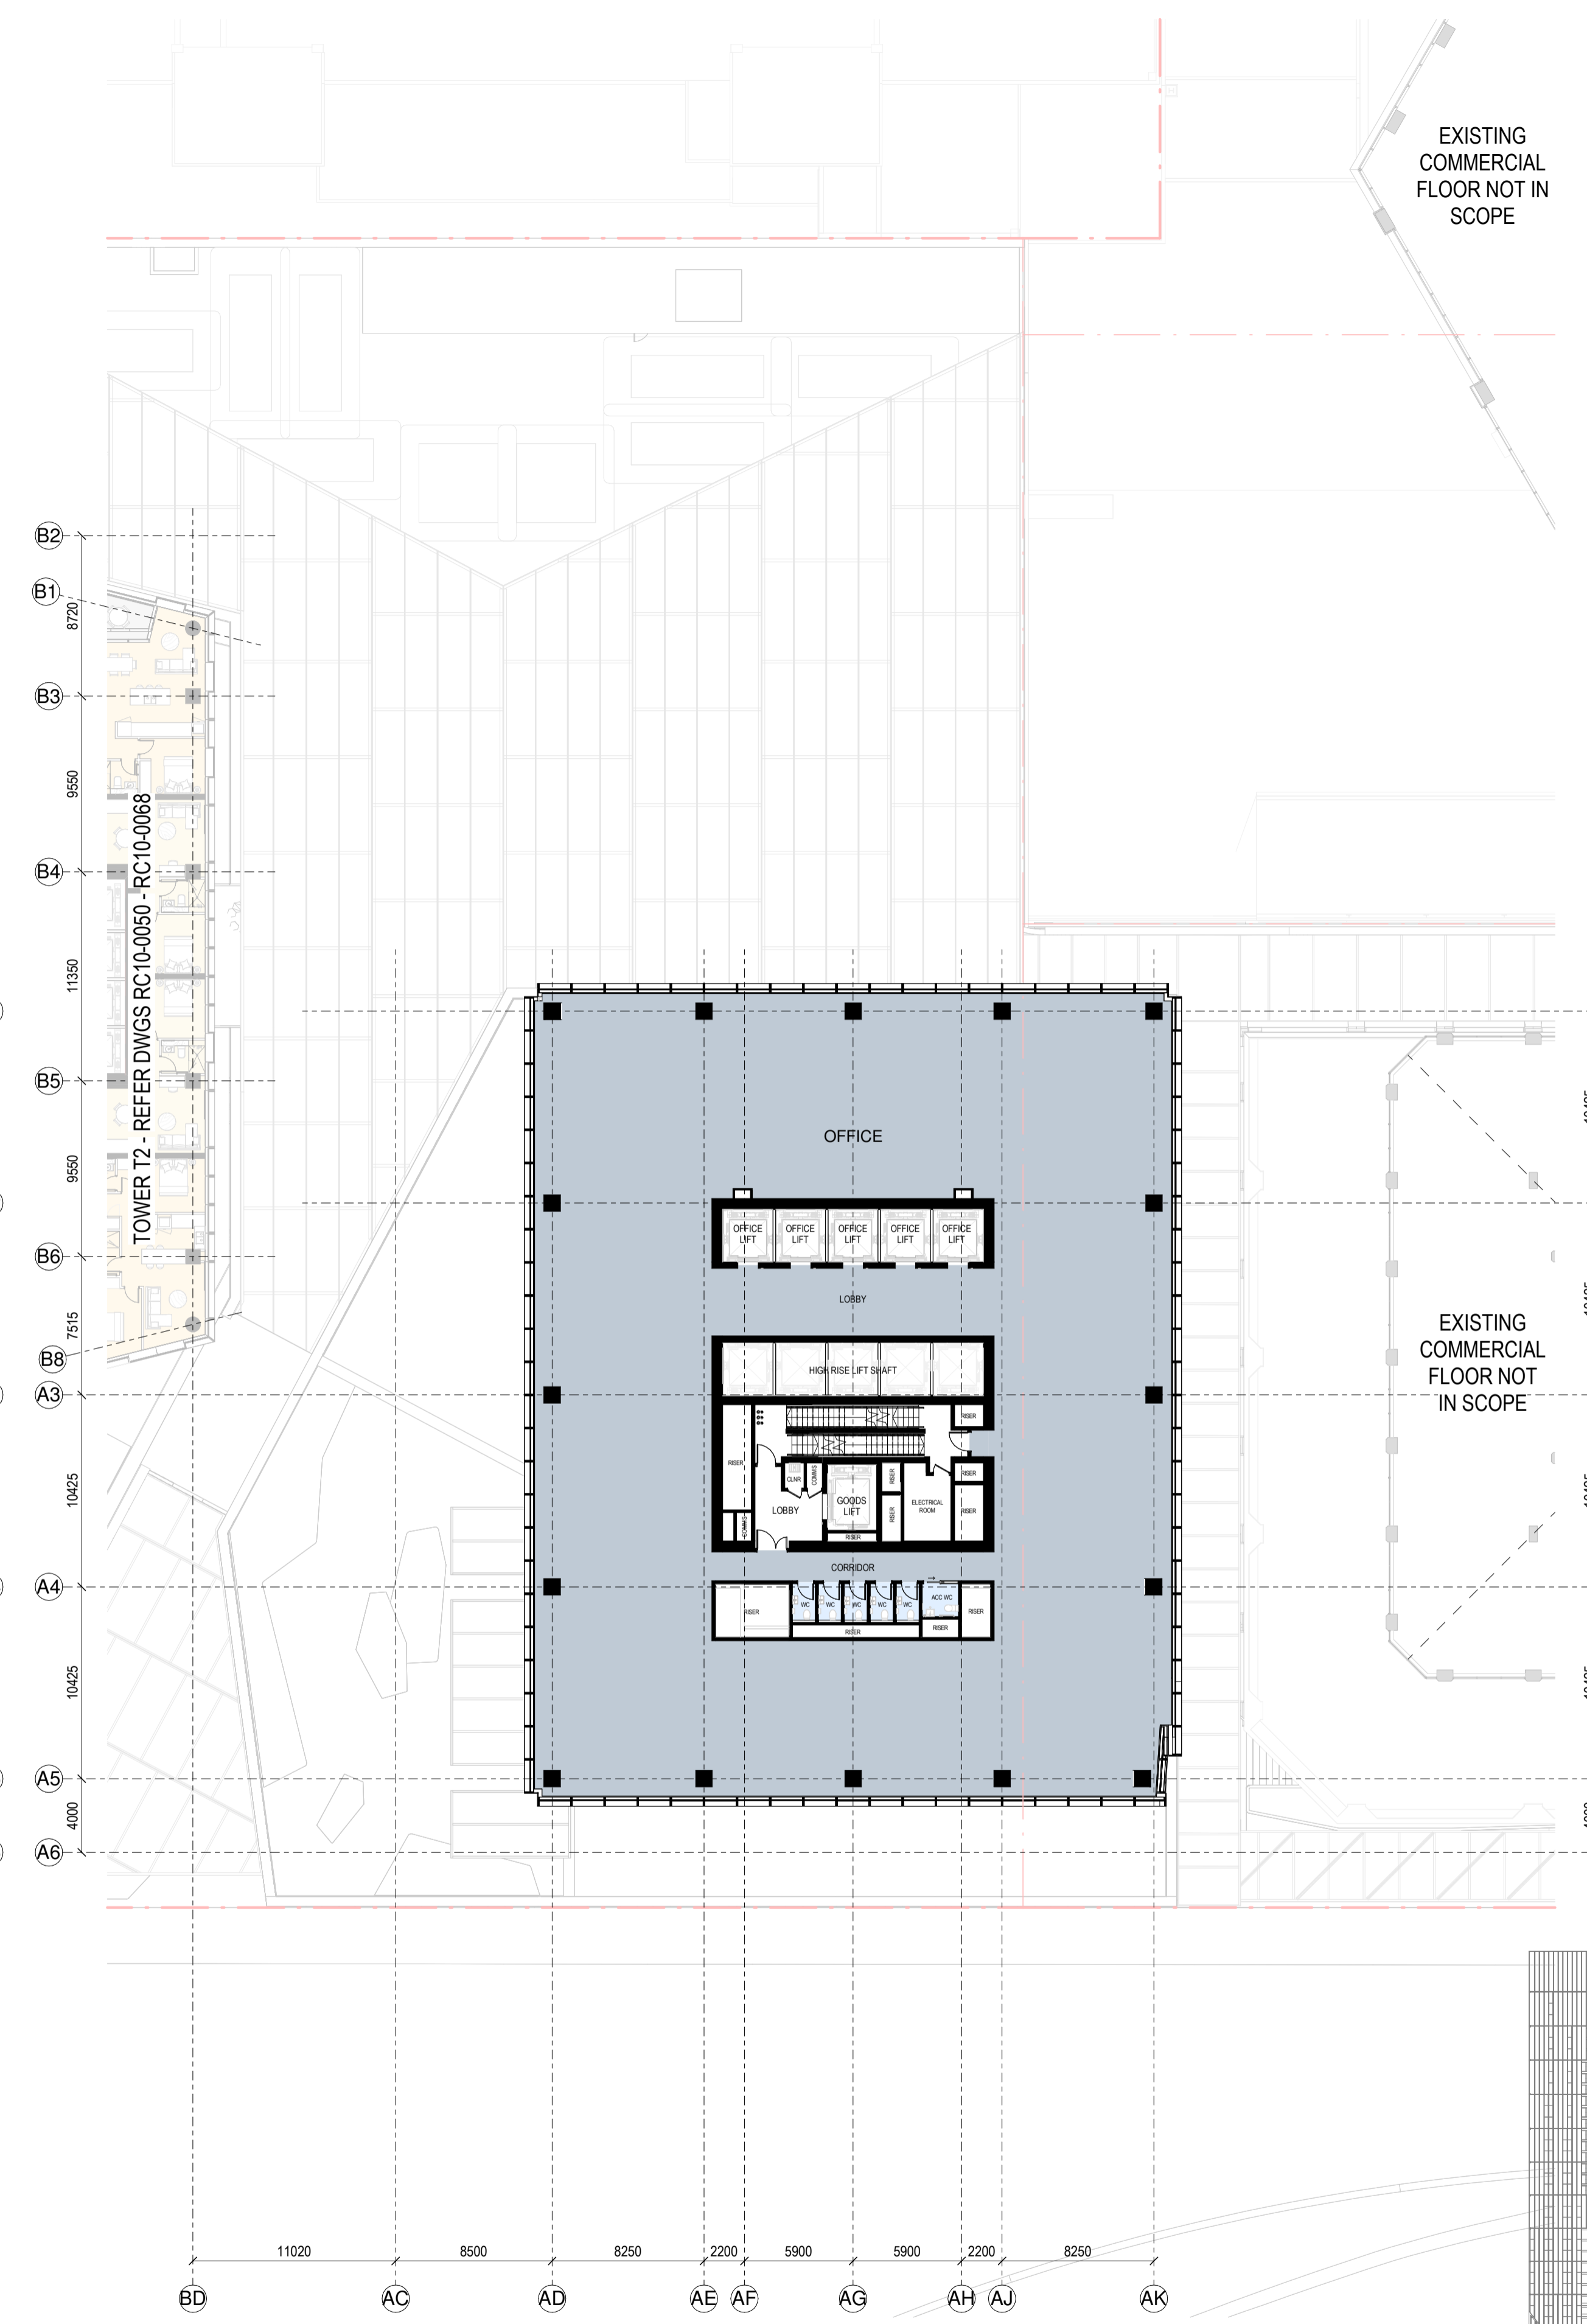 EXISTING
COMMERCIAL
FLOOR NOT IN
SCOPE
B2
B1
8720
B3
9550
TOWER T2 - REFER DWGS RC10-0050 - RC10-0068
B4
11350
B5
9550
B6
7515
B8
A3
10425
A4
10425
A5
4000
A6
OFFICE
OFFICE
LIFT
OFFICE
LIFT
OFFICE
LIFT
OFFICE
LIFT
OFFICE
LIFT
LOBBY
HIGH RISE LIFT SHAFT
RISER
RISER
RISER
CLNR
COMMS
GOODS
LIFT
RISER
RISER
ELECTRICAL
ROOM
RISER
LOBBY
COMMS
RISER
CORRIDOR
RISER
WC
WC
WC
WC
WC
ACC WC
RISER
RISER
RISER
EXISTING
COMMERCIAL
FLOOR NOT
IN SCOPE
11020
8500
8250
2200
5900
5900
2200
8250
BD
AC
AD
AE
AF
AG
AH
AJ
AK